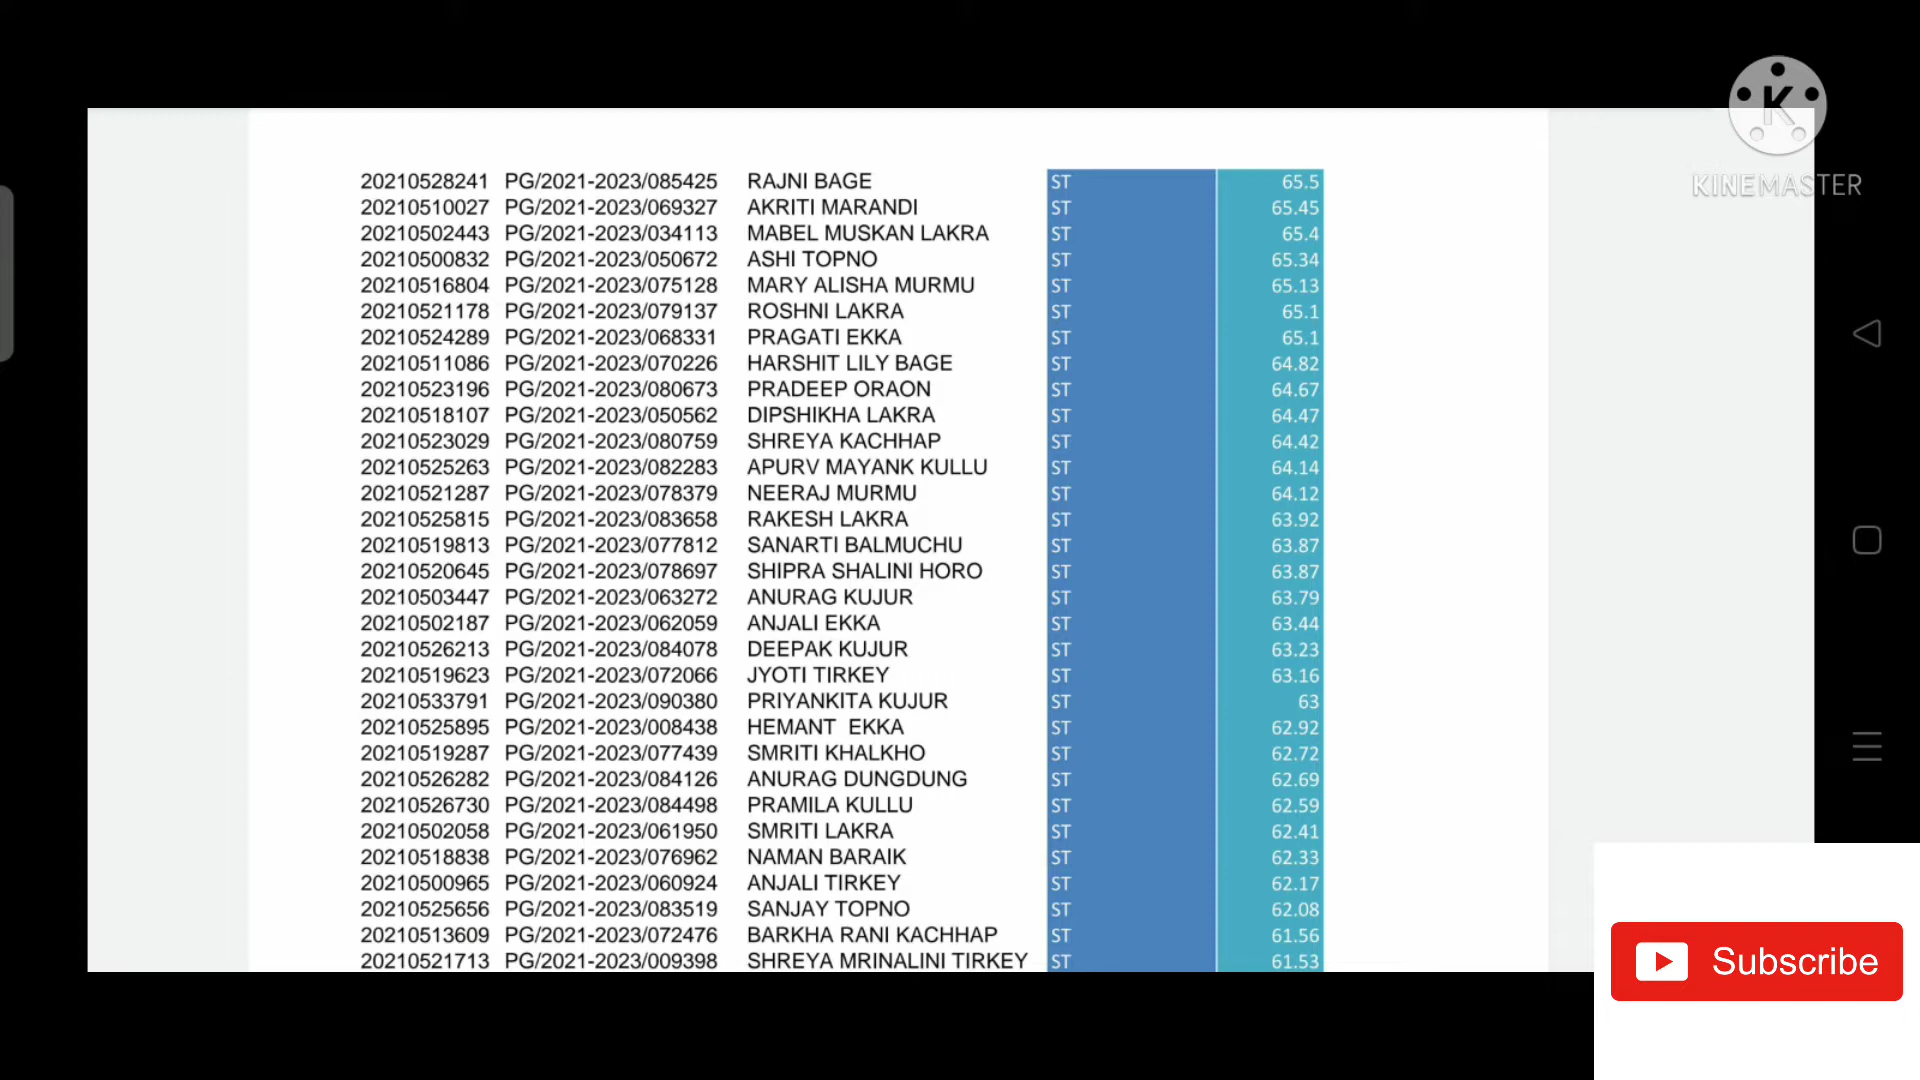 KINEMASTER
20210528241 PG/2021-2023/085425 RAJNI BAGE ST 65.5
20210510027 PG/2021-2023/069327 AKRITI MARANDI ST 65.45
20210502443 PG/2021-2023/034113 MABEL MUSKAN LAKRA ST 65.4
20210500832 PG/2021-2023/050672 ASHI TOPNO ST 65.34
20210516804 PG/2021-2023/075128 MARY ALISHA MURMU ST 65.13
20210521178 PG/2021-2023/079137 ROSHNI LAKRA ST 65.1
20210524289 PG/2021-2023/068331 PRAGATI EKKA ST 65.1
20210511086 PG/2021-2023/070226 HARSHIT LILY BAGE ST 64.82
20210523196 PG/2021-2023/080673 PRADEEP ORAON ST 64.67
20210518107 PG/2021-2023/050562 DIPSHIKHA LAKRA ST 64.47
20210523029 PG/2021-2023/080759 SHREYA KACHHAP ST 64.42
20210525263 PG/2021-2023/082283 APURV MAYANK KULLU ST 64.14
20210521287 PG/2021-2023/078379 NEERAJ MURMU ST 64.12
20210525815 PG/2021-2023/083658 RAKESH LAKRA ST 63.92
20210519813 PG/2021-2023/077812 SANARTI BALMUCHU ST 63.87
20210520645 PG/2021-2023/078697 SHIPRA SHALINI HORO ST 63.87
20210503447 PG/2021-2023/063272 ANURAG KUJUR ST 63.79
20210502187 PG/2021-2023/062059 ANJALI EKKA ST 63.44
20210526213 PG/2021-2023/084078 DEEPAK KUJUR ST 63.23
20210519623 PG/2021-2023/072066 JYOTI TIRKEY ST 63.16
20210533791 PG/2021-2023/090380 PRIYANKITA KUJUR ST 63
20210525895 PG/2021-2023/008438 HEMANT EKKA ST 62.92
20210519287 PG/2021-2023/077439 SMRITI KHALKHO ST 62.72
20210526282 PG/2021-2023/084126 ANURAG DUNGDUNG ST 62.69
20210526730 PG/2021-2023/084498 PRAMILA KULLU ST 62.59
20210502058 PG/2021-2023/061950 SMRITI LAKRA ST 62.41
20210518838 PG/2021-2023/076962 NAMAN BARAIK ST 62.33
20210500965 PG/2021-2023/060924 ANJALI TIRKEY ST 62.17
20210525656 PG/2021-2023/083519 SANJAY TOPNO ST 62.08
20210513609 PG/2021-2023/072476 BARKHA RANI KACHHAP ST 61.56
20210521713 PG/2021-2023/009398 SHREYA MRINALINI TIRKEY ST 61.53
Subscribe